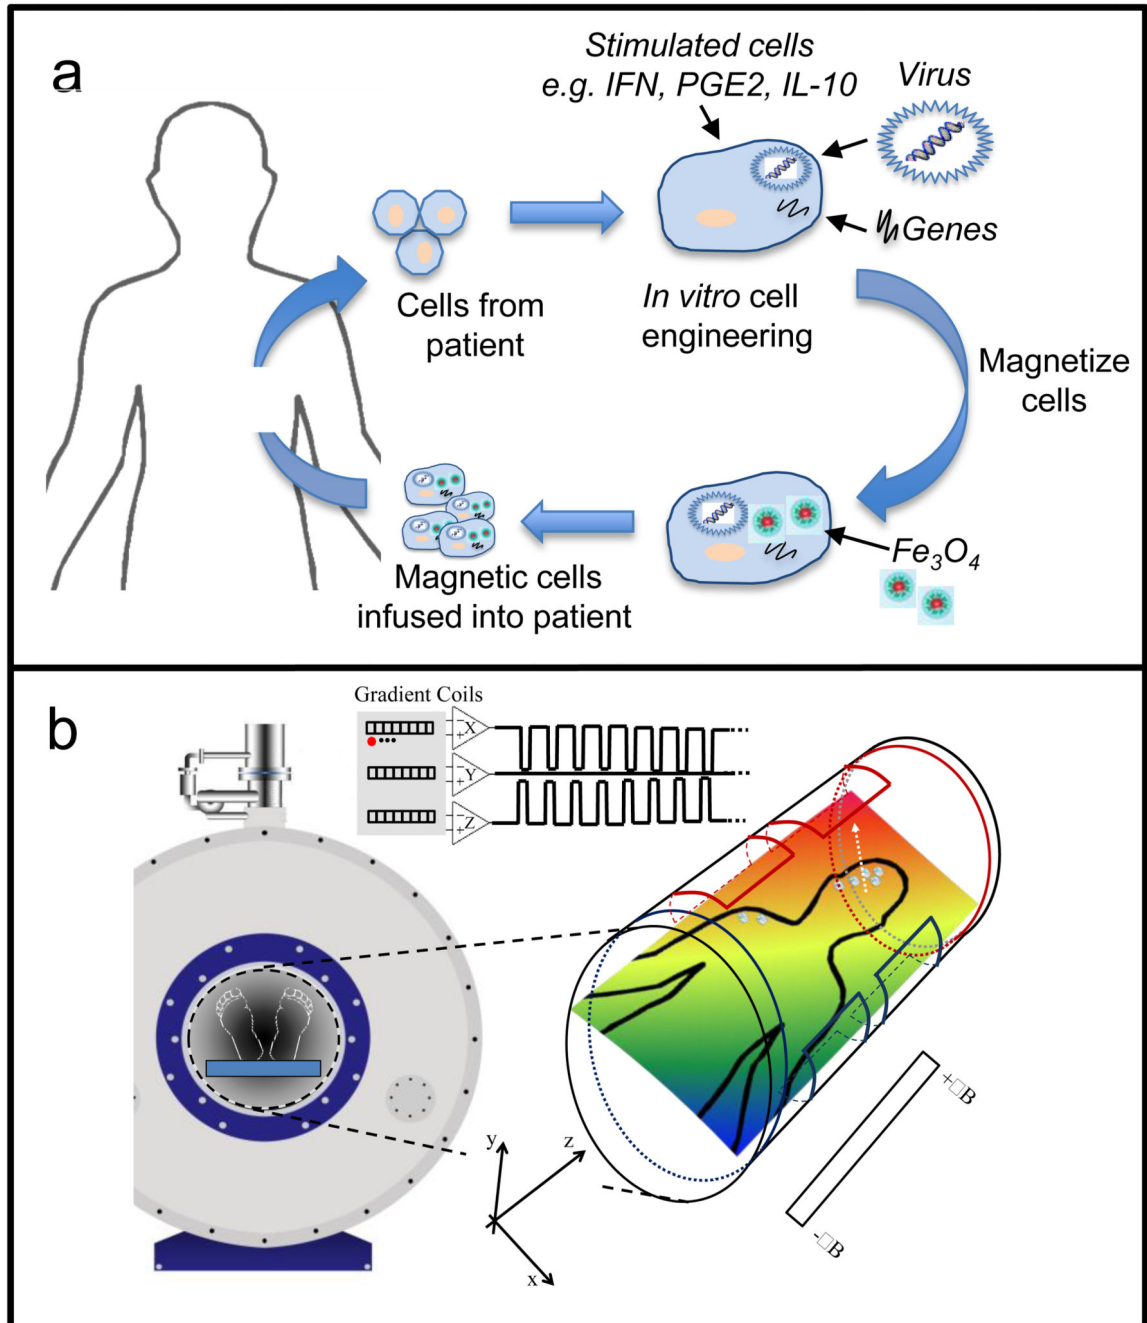 a
Stimulated cells
e.g. IFN, PGE2, IL-10
Virus
Genes
Cells from
patient
In vitro cell
engineering
Magnetize
cells
Fe₃O₄
Magnetic cells
infused into patient
b
Gradient Coils
X
Y
Z
y
z
x
+□B
-□B